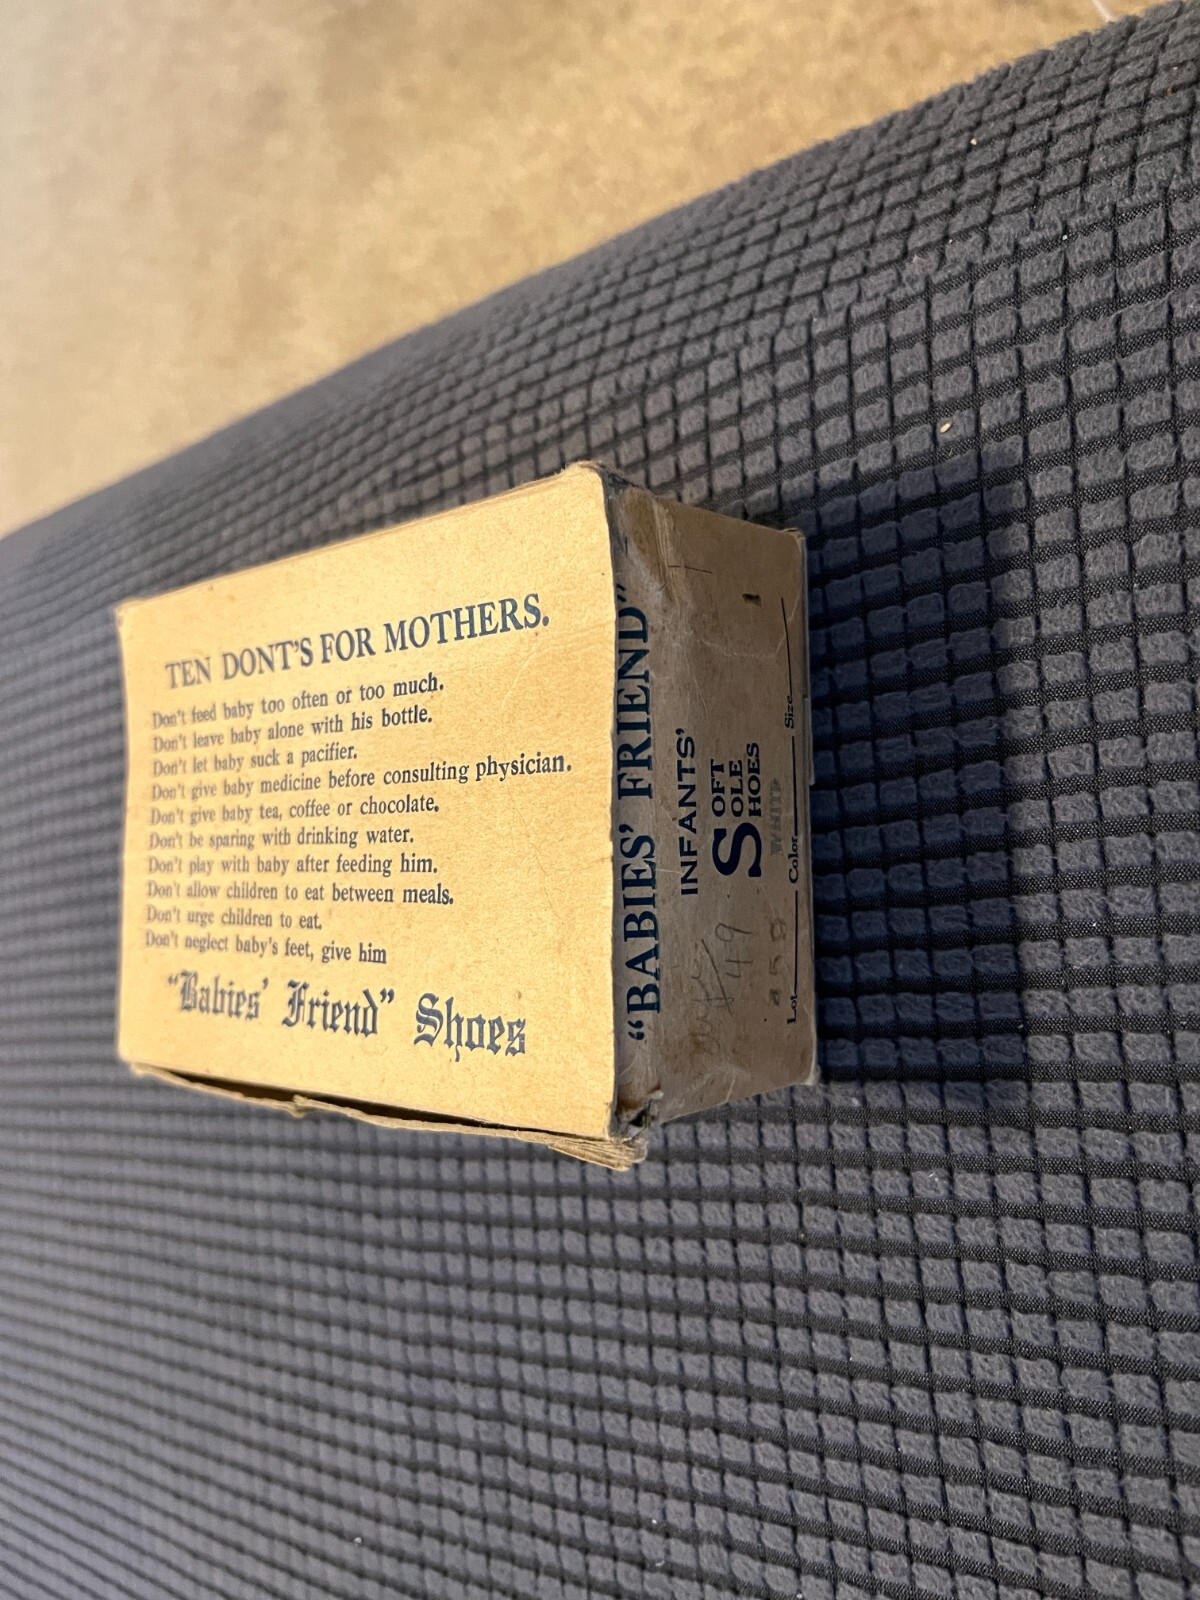 TEN DONT'S FOR MOTHERS.
Don't feed baby too often or too much.
Don't leave baby alone with his bottle.
Don't let baby suck a pacifier.
Don't give baby medicine before consulting physician.
Don't give baby tea, coffee or chocolate.
Don't be sparing with drinking water.
Don't play with baby after feeding him.
Don't allow children to eat between meals.
Don't urge children to eat.
Don't neglect baby's feet, give him
"Babies' Friend" Shoes
"BABIES' FRIEND"
INFANTS'
SOFT
SOLE
SHOES
49
WHITE 1
Lot Color Size